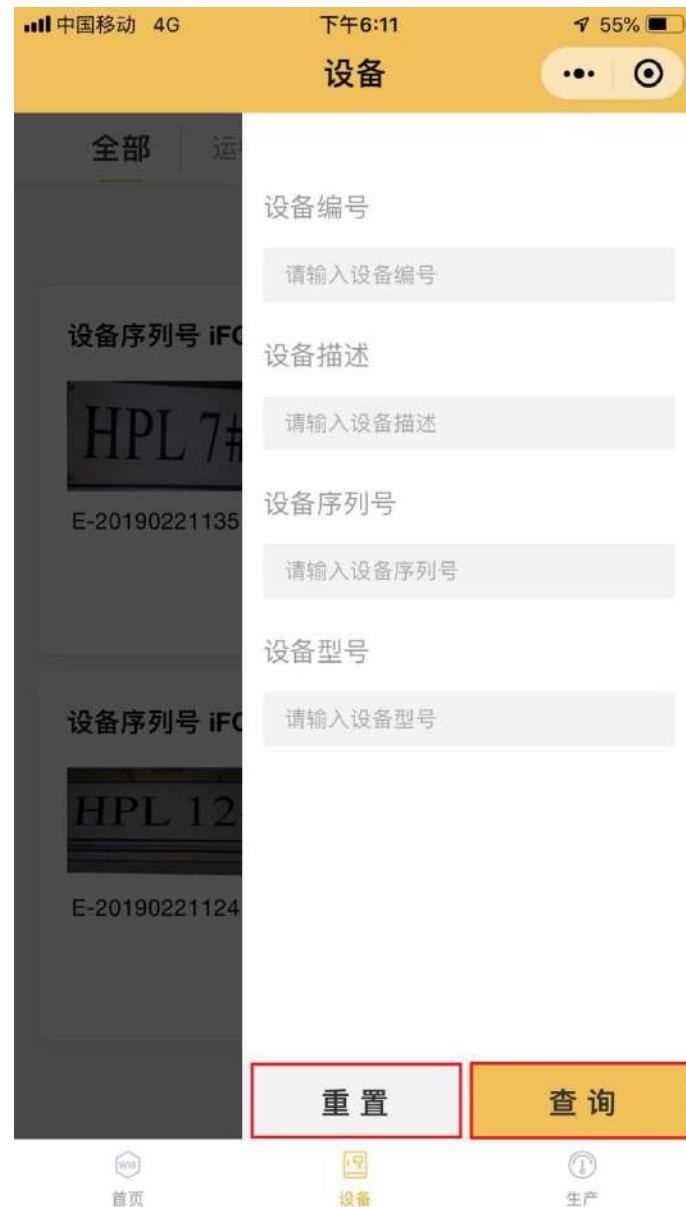 中国移动 4G 下午6:11 55%
设备
全部 运
设备编号
请输入设备编号
设备序列号 iFC
设备描述
HPL 7#
请输入设备描述
E-20190221135
设备序列号
请输入设备序列号
设备型号
设备序列号 iFC
请输入设备型号
HPL 12
E-20190221124
重置 查询
WIS
首页 设备 生产